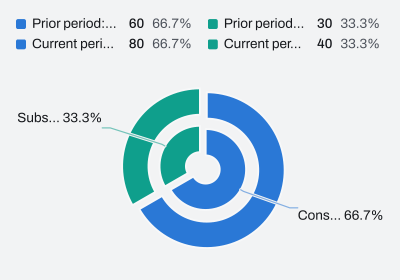 Prior period:... 60 66.7% Prior period... 30 33.3%
Current peri... 80 66.7% Current per... 40 33.3%
Subs... 33.3%
Cons... 66.7%